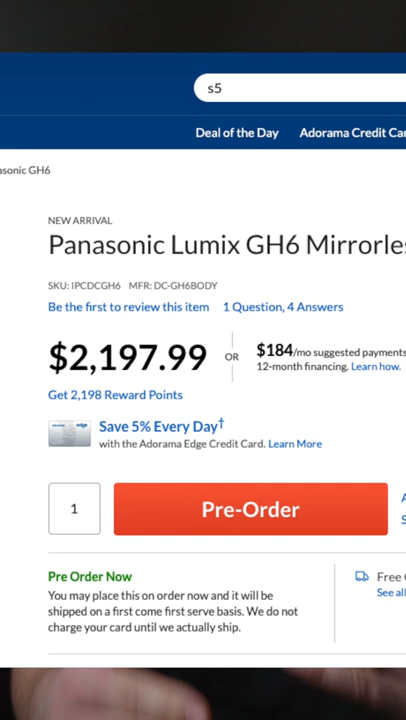 s5
Deal of the Day Adorama Credit Car
asonic GH6
NEW ARRIVAL
Panasonic Lumix GH6 Mirrorles
SKU: IPCDCGH6 MFR: DC-GH6BODY
Be the first to review this item 1 Question, 4 Answers
$2,197.99 OR $184/mo suggested payments
12-month financing. Learn how.
Get 2,198 Reward Points
Save 5% Every Day†
with the Adorama Edge Credit Card. Learn More
1 Pre-Order
Pre Order Now
You may place this on order now and it will be
shipped on a first come first serve basis. We do not
charge your card until we actually ship.
Free
See all